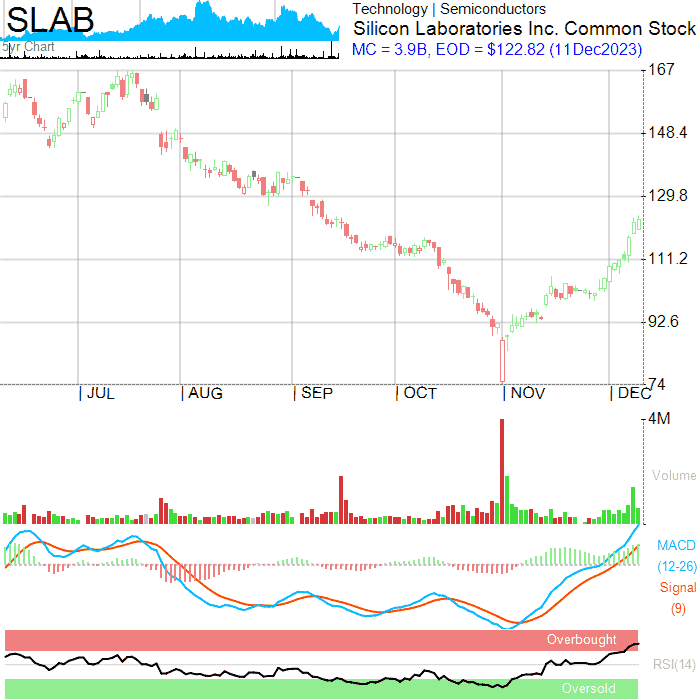 SLAB
5yr Chart
Technology | Semiconductors
Silicon Laboratories Inc. Common Stock
MC = 3.9B, EOD = $122.82 (11Dec2023)
167
148.4
129.8
111.2
92.6
74
| JUL | AUG | SEP | OCT | NOV | DEC
4M
Volume
MACD
(12-26)
Signal
(9)
Overbought
RSI(14)
Oversold